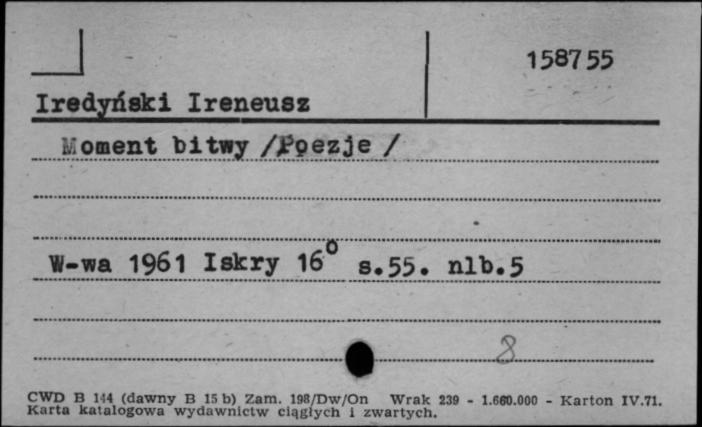 158755
Iredyński Ireneusz
Moment bitwy /Poezje /
W-wa 1961 Iskry 16° s.55. nlb.5
8
CWD B 144 (dawny B 15 b) Zam. 198/Dw/On Wrak 239 - 1.660.000 - Karton IV.71.
Karta katalogowa wydawnictw ciągłych i zwartych.